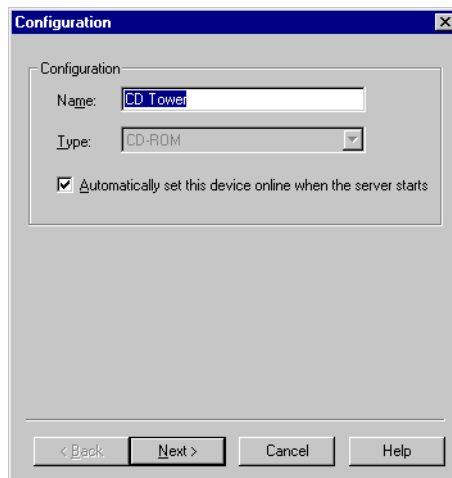 Configuration
Configuration
Name: CD Tower
Type: CD-ROM
Automatically set this device online when the server starts
< Back Next > Cancel Help